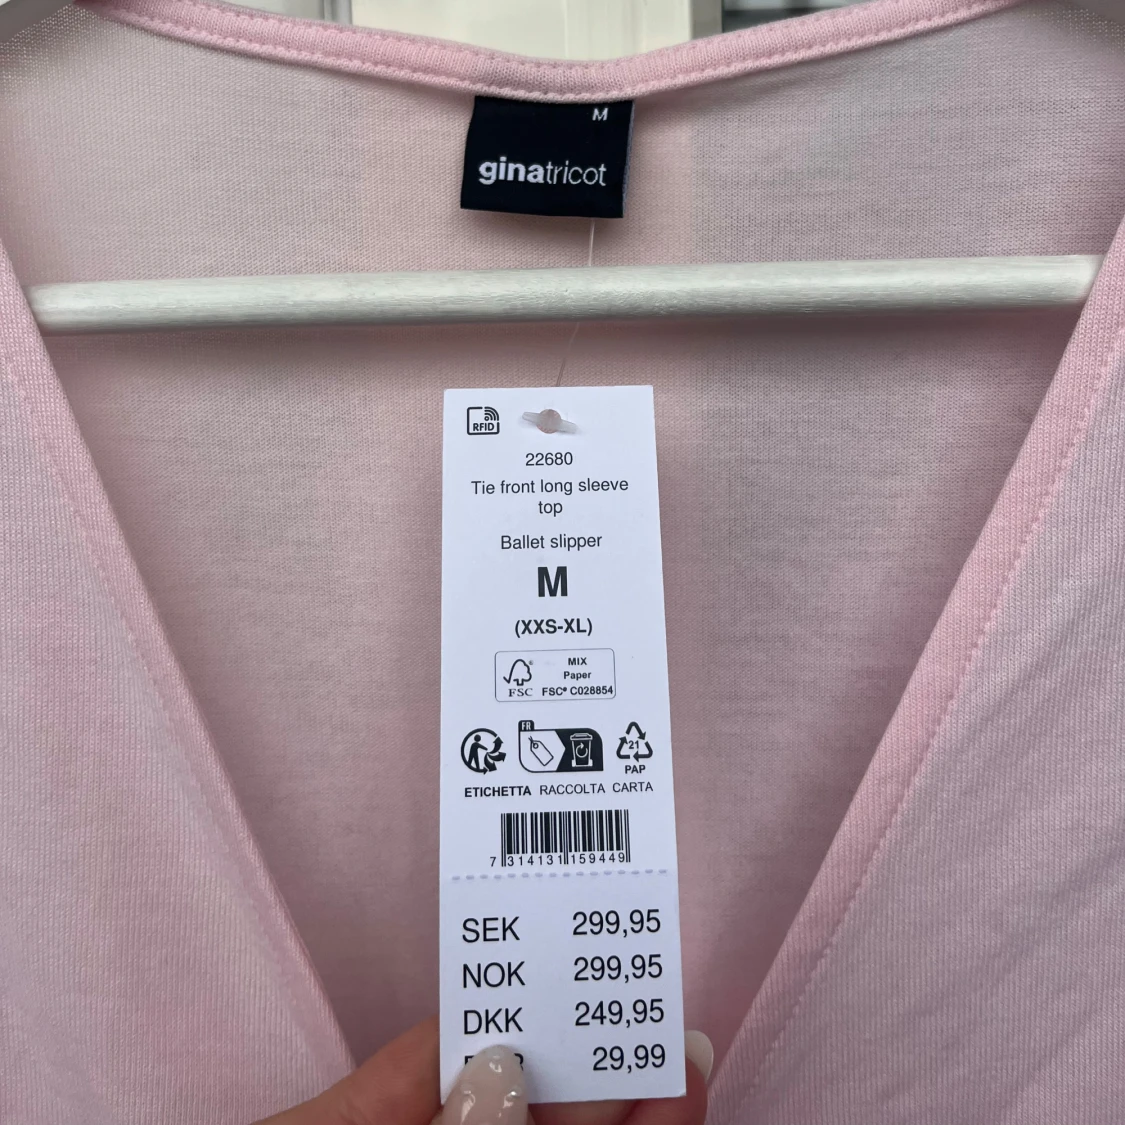 M
ginatricot
RFID
22680
Tie front long sleeve
top
Ballet slipper
M
(XXS-XL)
MIX
Paper
FSC® C028854
FSC
FR
21
PAP
ETICHETTA RACCOLTA CARTA
7 314131 159449
SEK 299,95
NOK 299,95
DKK 249,95
29,99